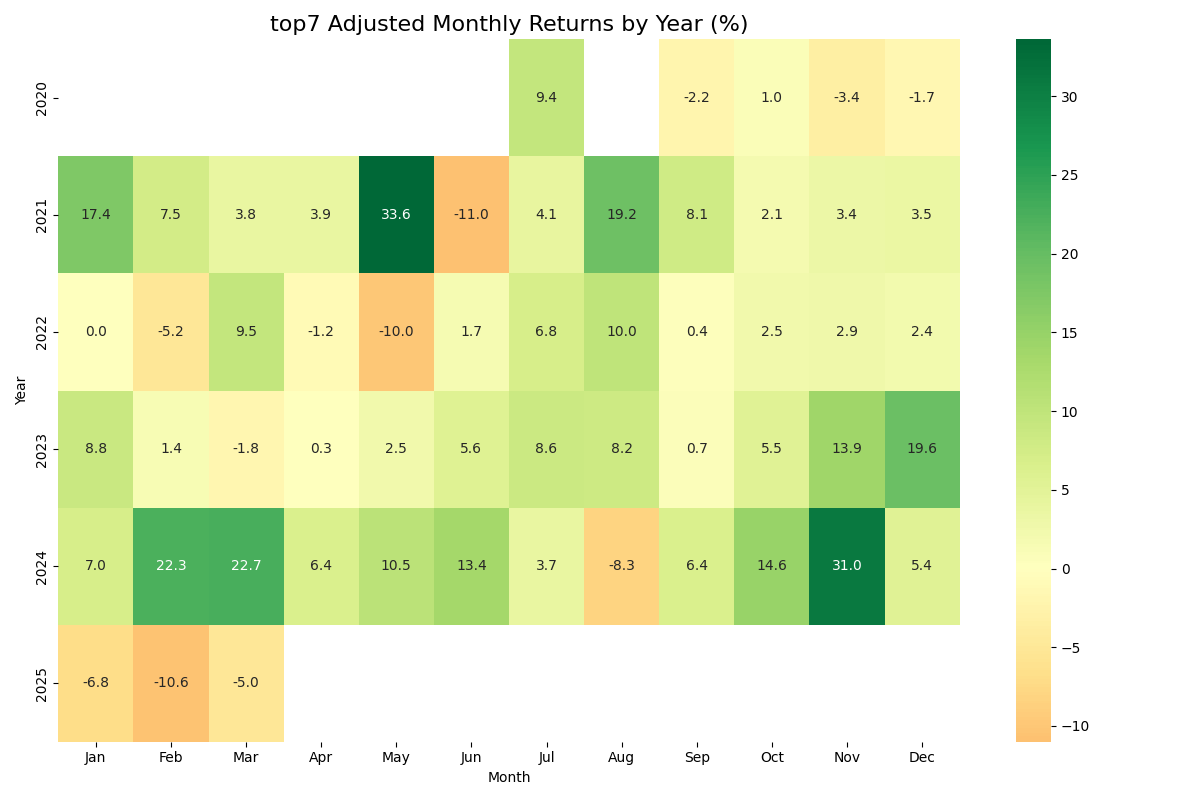 top7 Adjusted Monthly Returns by Year (%)
2020 9.4 -2.2 1.0 -3.4 -1.7
2021 17.4 7.5 3.8 3.9 33.6 -11.0 4.1 19.2 8.1 2.1 3.4 3.5
2022 0.0 -5.2 9.5 -1.2 -10.0 1.7 6.8 10.0 0.4 2.5 2.9 2.4
2023 8.8 1.4 -1.8 0.3 2.5 5.6 8.6 8.2 0.7 5.5 13.9 19.6
2024 7.0 22.3 22.7 6.4 10.5 13.4 3.7 -8.3 6.4 14.6 31.0 5.4
2025 -6.8 -10.6 -5.0
Jan Feb Mar Apr May Jun Jul Aug Sep Oct Nov Dec
Month
Year
30
25
20
15
10
5
0
−5
−10